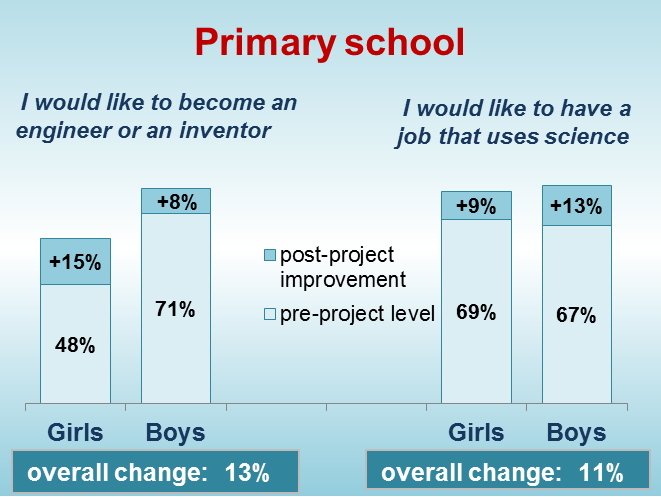 Primary school
I would like to become an
engineer or an inventor
I would like to have a
job that uses science
+8%
+15%
71%
48%
post-project
improvement
pre-project level
+9%
+13%
69%
67%
Girls
Boys
Girls
Boys
overall change: 13%
overall change: 11%